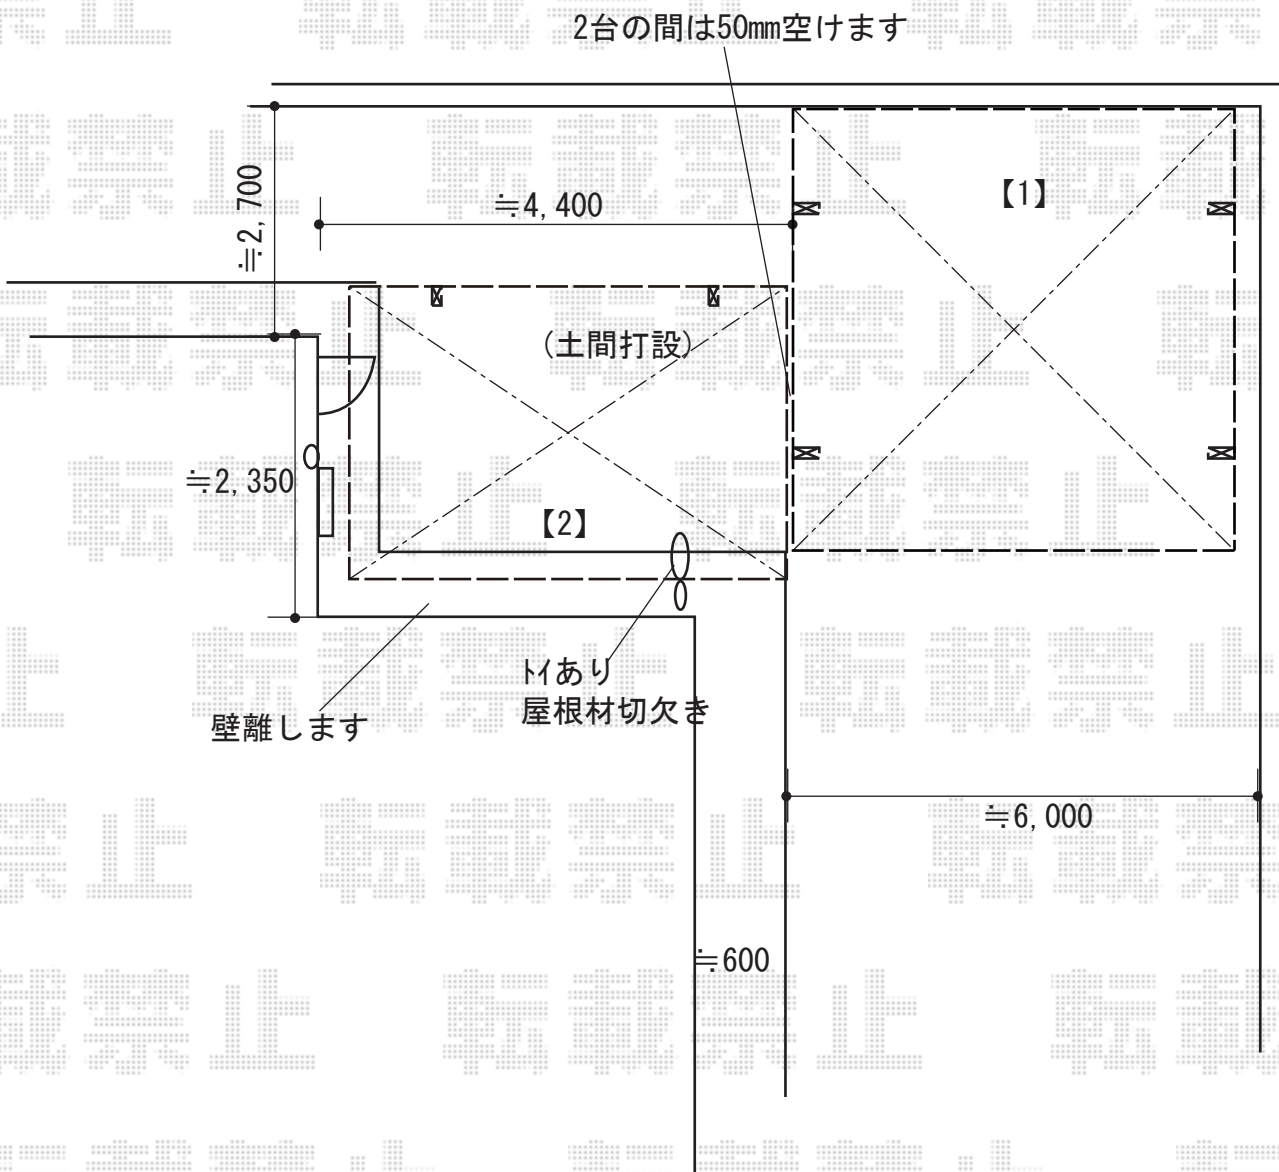 2台の間は50mm空けます
≒2,700
≒4,400
【1】
(土間打設)
≒2,350
【2】
ﾄｲあり
屋根材切欠き
壁離します
≒6,000
≒600
転載禁止